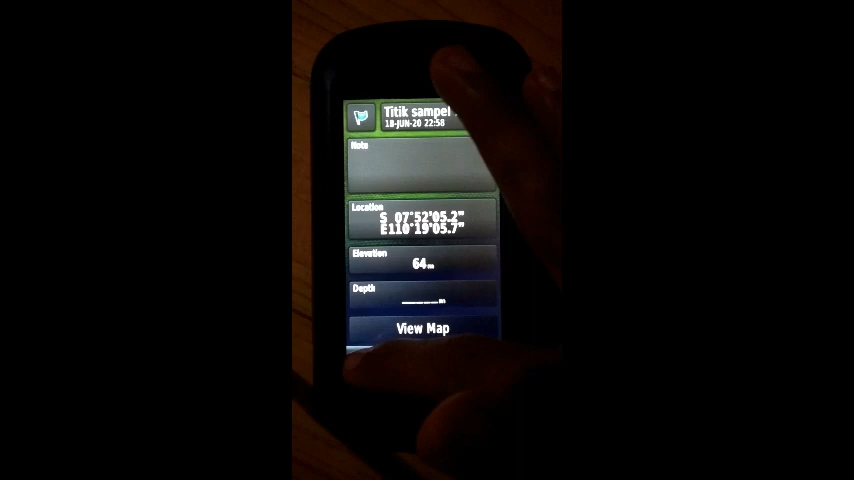 Titik sampel
18-JUN-20 22:58
Note
Location
S 07°52'05.2"
E110°19'05.7"
Elevation
64m
Depth
_____m
View Map